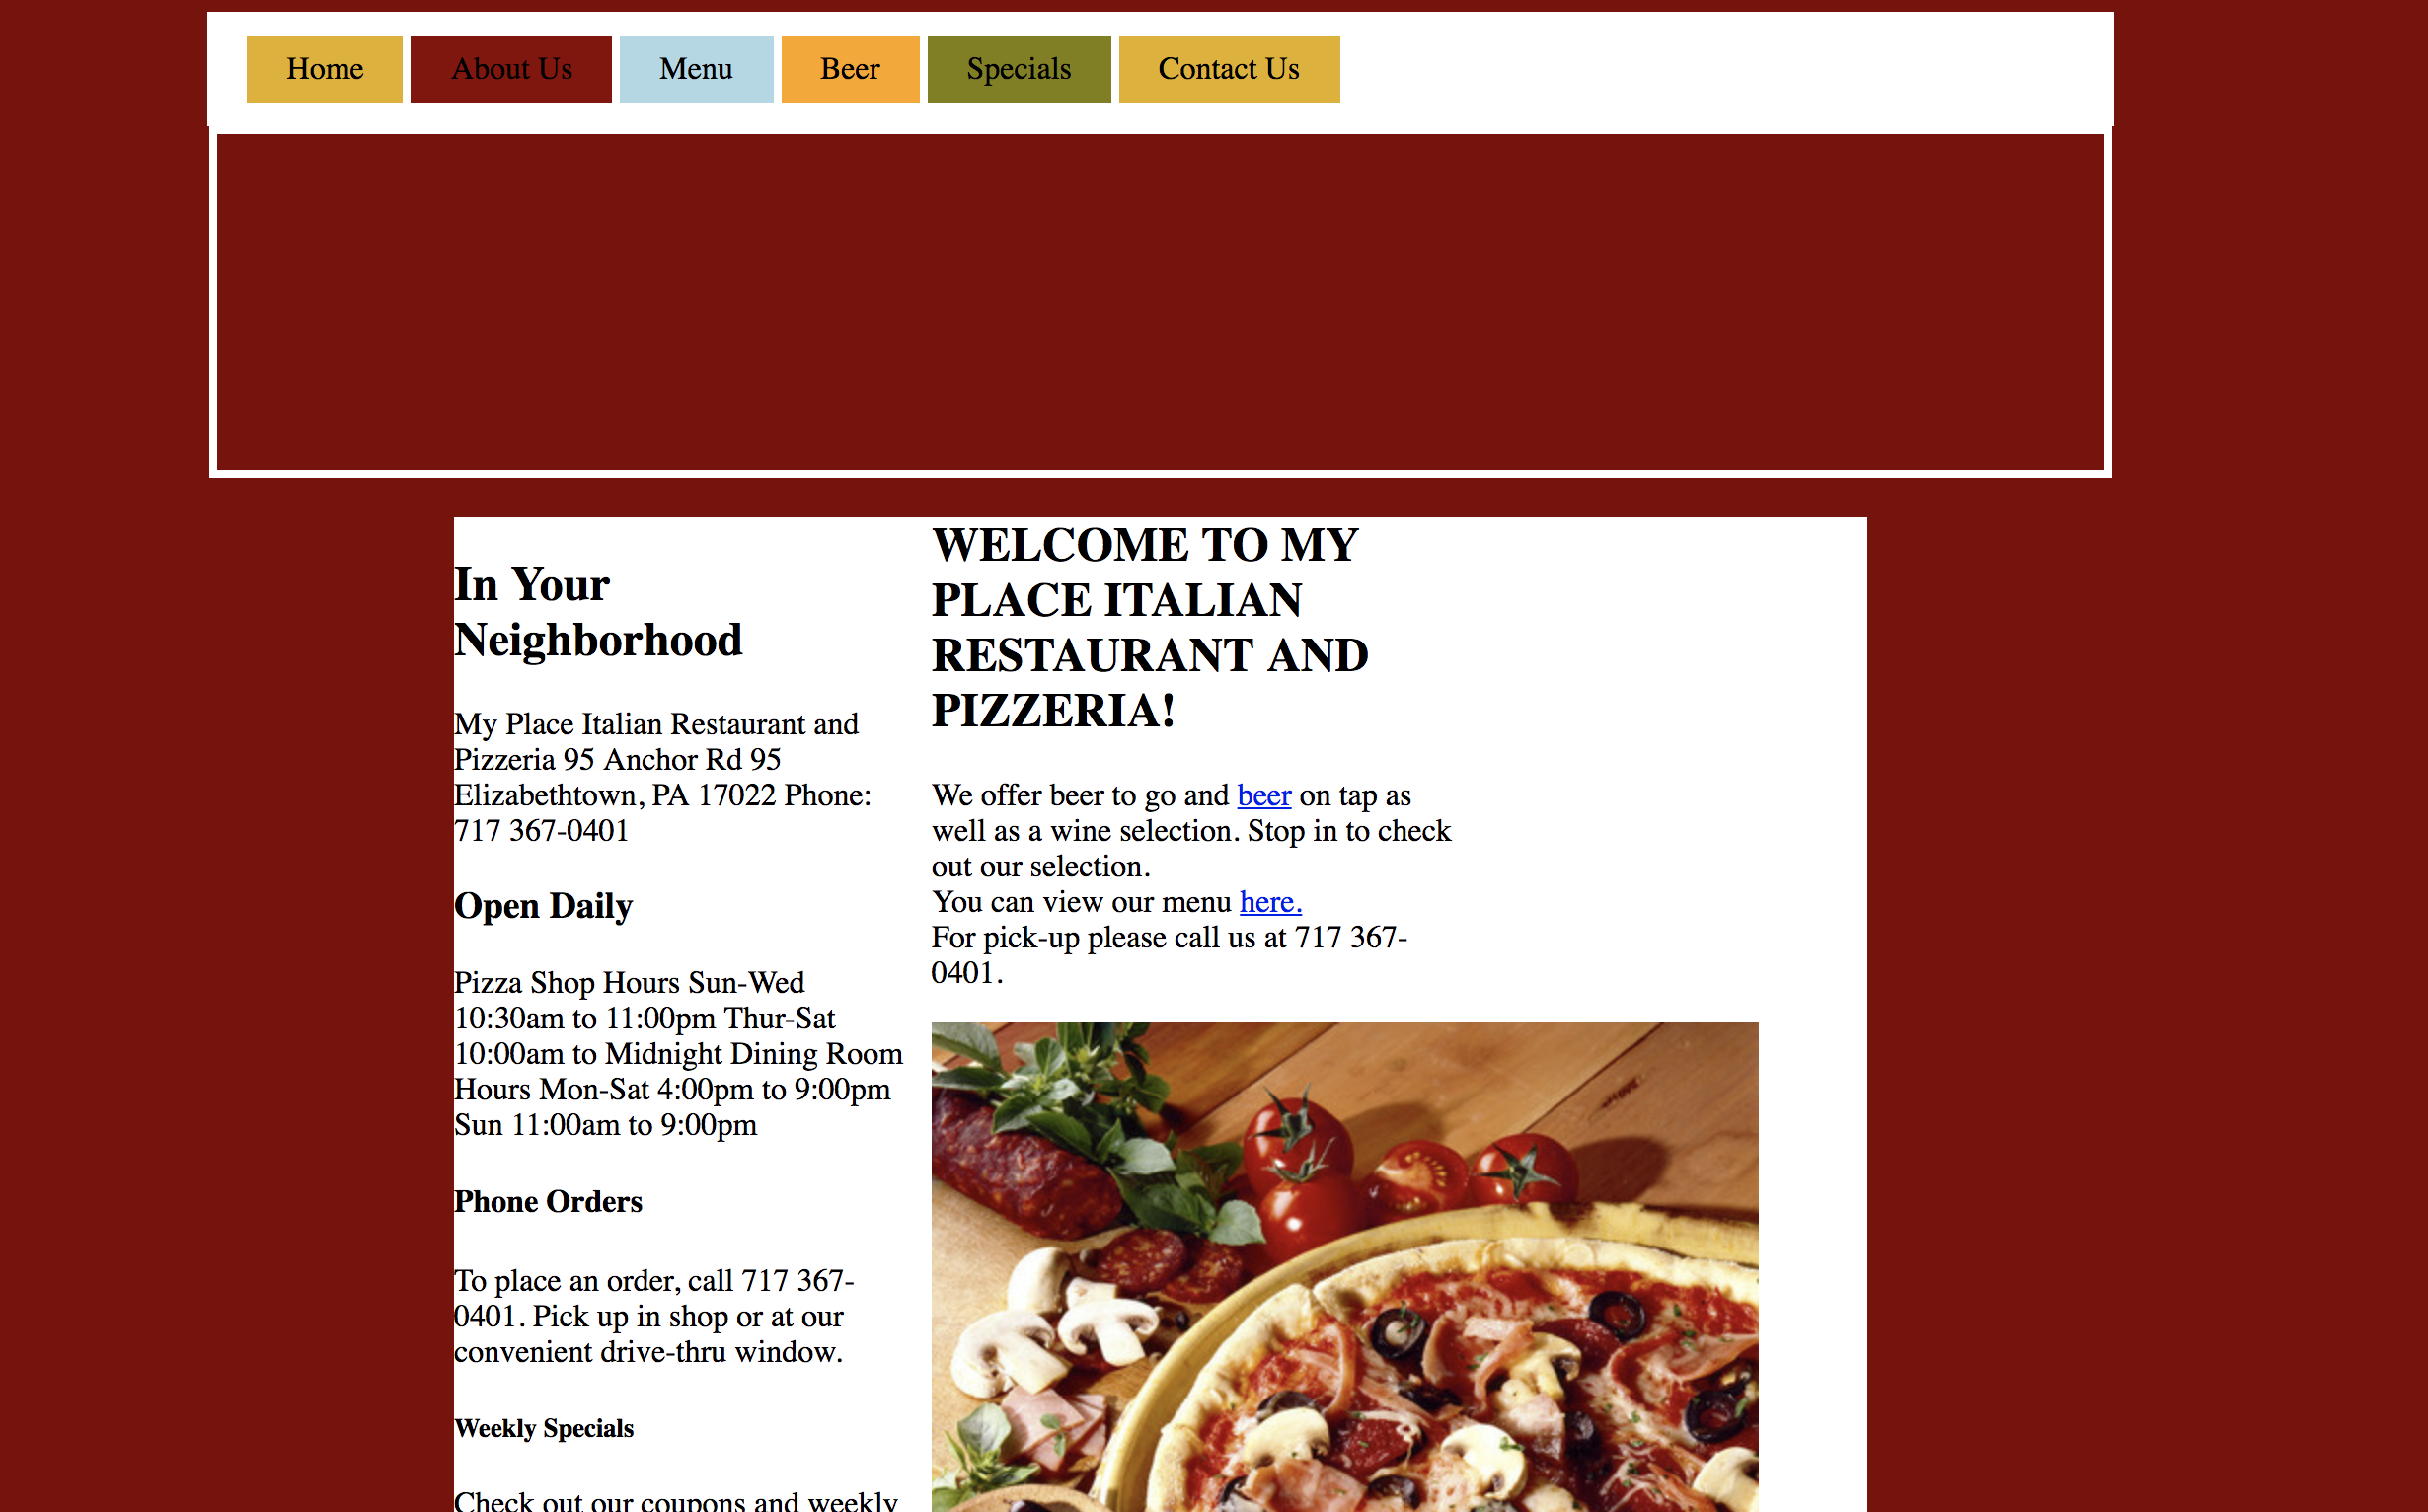 Home About Us Menu Beer Specials Contact Us
In Your
Neighborhood
My Place Italian Restaurant and
Pizzeria 95 Anchor Rd 95
Elizabethtown, PA 17022 Phone:
717 367-0401
Open Daily
Pizza Shop Hours Sun-Wed
10:30am to 11:00pm Thur-Sat
10:00am to Midnight Dining Room
Hours Mon-Sat 4:00pm to 9:00pm
Sun 11:00am to 9:00pm
Phone Orders
To place an order, call 717 367-
0401. Pick up in shop or at our
convenient drive-thru window.
Weekly Specials
Check out our coupons and weekly
WELCOME TO MY
PLACE ITALIAN
RESTAURANT AND
PIZZERIA!
We offer beer to go and beer on tap as
well as a wine selection. Stop in to check
out our selection.
You can view our menu here.
For pick-up please call us at 717 367-
0401.